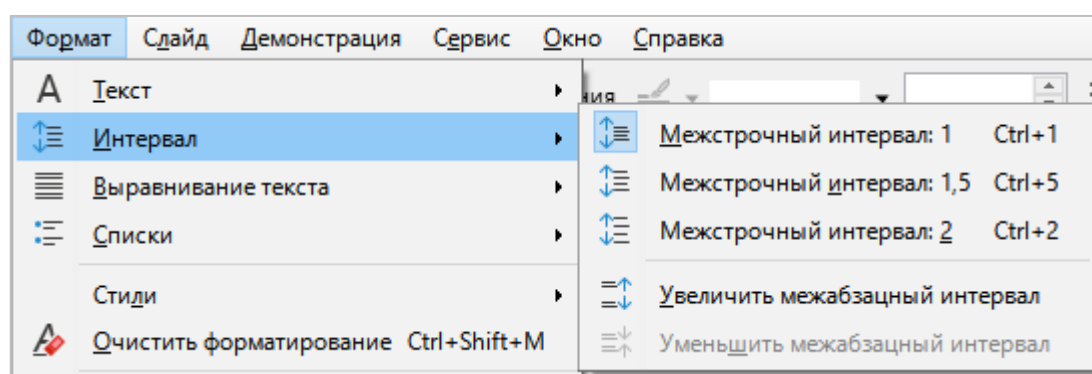 Формат Слайд Демонстрация Сервис Окно Справка
Текст
Интервал
Выравнивание текста
Списки
Стили
Очистить форматирование Ctrl+Shift+M
Межстрочный интервал: 1 Ctrl+1
Межстрочный интервал: 1,5 Ctrl+5
Межстрочный интервал: 2 Ctrl+2
Увеличить межабзацный интервал
Уменьшить межабзацный интервал